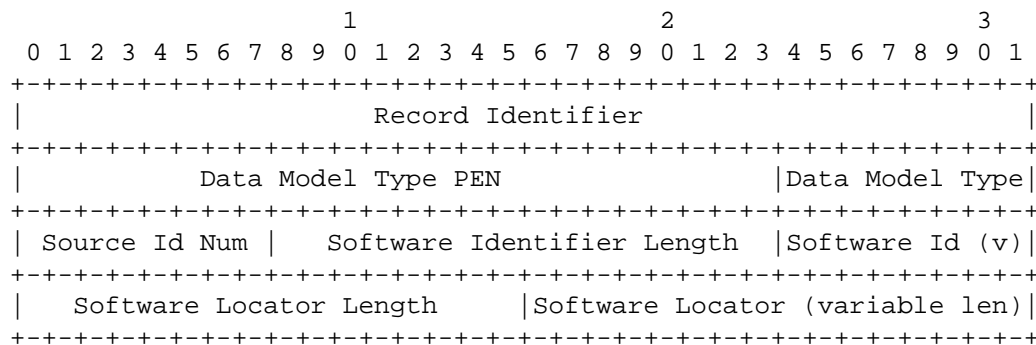 1                   2                   3
 0 1 2 3 4 5 6 7 8 9 0 1 2 3 4 5 6 7 8 9 0 1 2 3 4 5 6 7 8 9 0 1
+-+-+-+-+-+-+-+-+-+-+-+-+-+-+-+-+-+-+-+-+-+-+-+-+-+-+-+-+-+-+-+-+
|                      Record Identifier                        |
+-+-+-+-+-+-+-+-+-+-+-+-+-+-+-+-+-+-+-+-+-+-+-+-+-+-+-+-+-+-+-+-+
|           Data Model Type PEN                 |Data Model Type|
+-+-+-+-+-+-+-+-+-+-+-+-+-+-+-+-+-+-+-+-+-+-+-+-+-+-+-+-+-+-+-+-+
| Source Id Num |   Software Identifier Length  |Software Id (v)|
+-+-+-+-+-+-+-+-+-+-+-+-+-+-+-+-+-+-+-+-+-+-+-+-+-+-+-+-+-+-+-+-+
|   Software Locator Length     |Software Locator (variable len)|
+-+-+-+-+-+-+-+-+-+-+-+-+-+-+-+-+-+-+-+-+-+-+-+-+-+-+-+-+-+-+-+-+